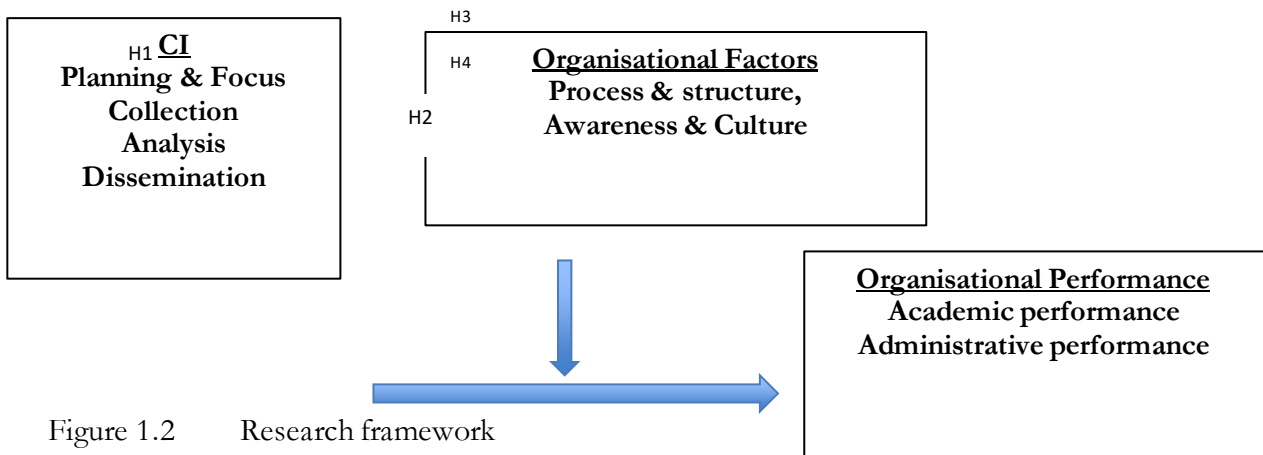 H1 CI
Planning & Focus
Collection
Analysis
Dissemination
H3
H4
H2
Organisational Factors
Process & structure,
Awareness & Culture
Organisational Performance
Academic performance
Administrative performance
Figure 1.2 Research framework